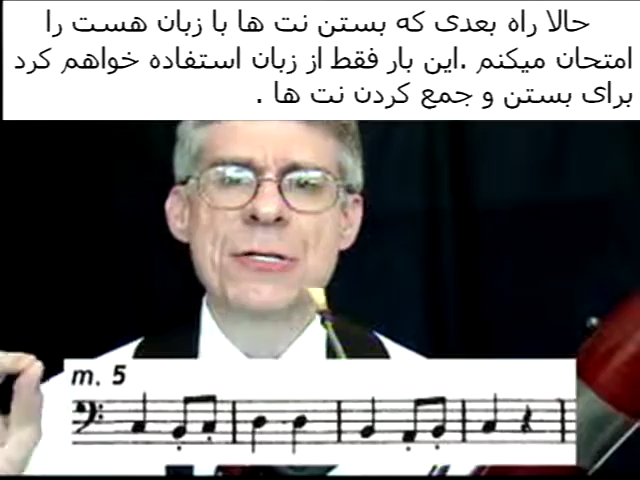 حالا راه بعدی که بستن نت ها با زبان هست را
امتحان میکنم .این بار فقط از زبان استفاده خواهم کرد
برای بستن و جمع کردن نت ها .
m. 5